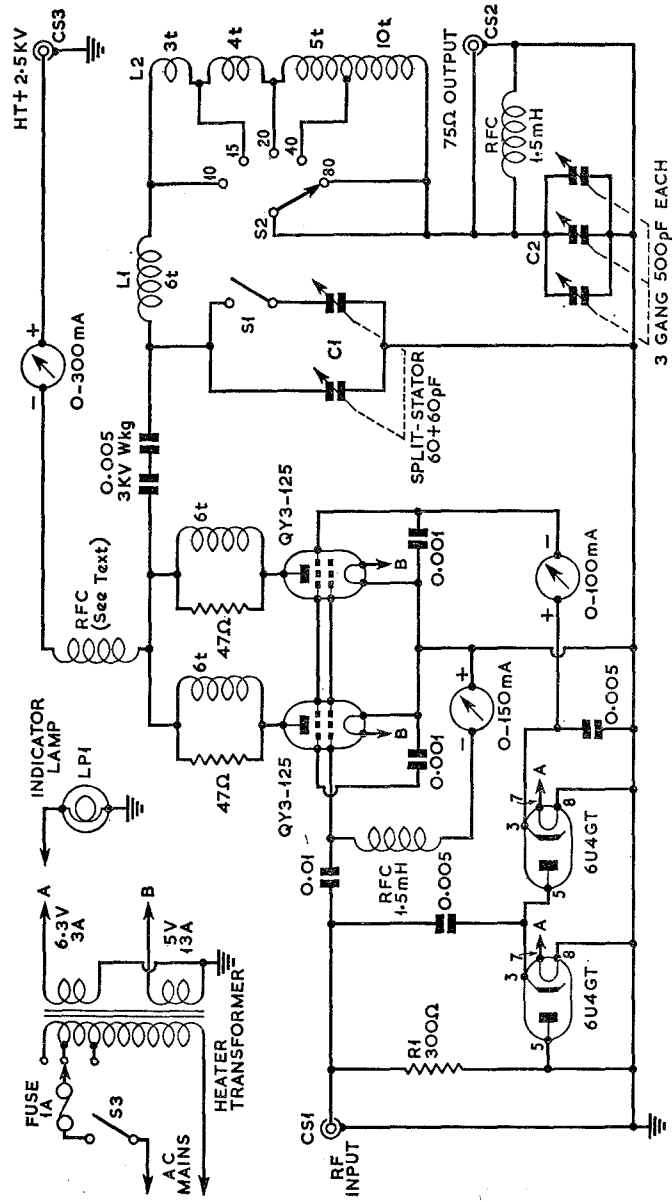 FUSE
1A
S3
AC
MAINS
HEATER
TRANSFORMER
A
6·3V
3A
B
5V
13A
INDICATOR
LAMP
LP1
RFC
(See Text)
–
+
0-300mA
HT+ 2·5KV
CS3
0.005
3KV Wkg
L1
6t
L2
3t
4t
5t
10t
10
15
20
40
80
S2
S1
C1
SPLIT-STATOR
60+60pF
47Ω
6t
47Ω
6t
QY3-125
QY3-125
B
B
0.001
0.001
0.01
RFC
1.5mH
0.005
–
+
0-150mA
+
–
0-100mA
0.005
75Ω OUTPUT
CS2
RFC
1.5mH
C2
3 GANG 500pF EACH
CS1
RF
INPUT
R1
300Ω
5
3
7
A
8
6U4GT
5
3
7
A
8
6U4GT